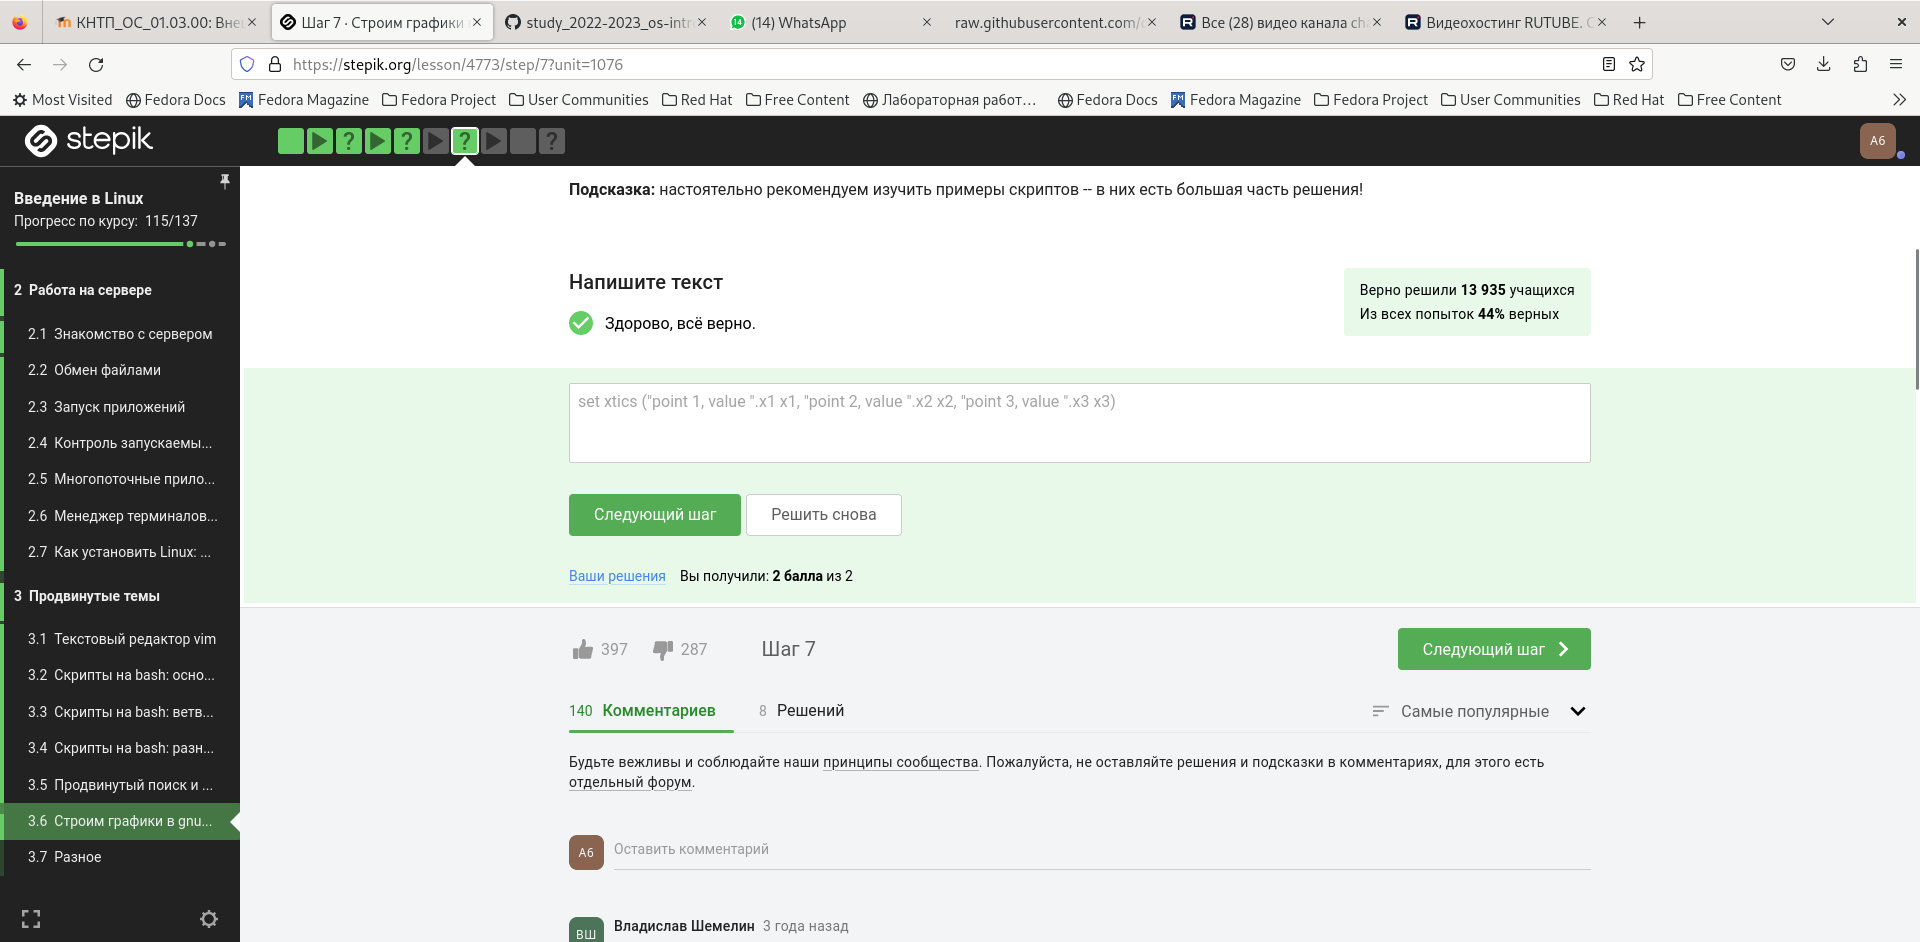 КНТП_ОС_01.03.00: Вне
Шаг 7 · Строим графики
study_2022-2023_os-intr
14
(14) WhatsApp
raw.githubusercontent.com/
Все (28) видео канала
Видеохостинг RUTUBE.
https://stepik.org/lesson/4773/step/7?unit=1076
Most Visited
Fedora Docs
Fedora Magazine
Fedora Project
User Communities
Red Hat
Free Content
Лабораторная работ...
Fedora Docs
Fedora Magazine
Fedora Project
User Communities
Red Hat
Free Content
stepik
? ? ? ?
A6
Введение в Linux
Прогресс по курсу: 115/137
2 Работа на сервере
2.1 Знакомство с сервером
2.2 Обмен файлами
2.3 Запуск приложений
2.4 Контроль запускаемы...
2.5 Многопоточные прило...
2.6 Менеджер терминалов...
2.7 Как установить Linux: ...
3 Продвинутые темы
3.1 Текстовый редактор vim
3.2 Скрипты на bash: осно...
3.3 Скрипты на bash: ветв...
3.4 Скрипты на bash: разн...
3.5 Продвинутый поиск и ...
3.6 Строим графики в gnu...
3.7 Разное
Подсказка: настоятельно рекомендуем изучить примеры скриптов -- в них есть большая часть решения!
Напишите текст
Здорово, всё верно.
Верно решили 13 935 учащихся
Из всех попыток 44% верных
set xtics ("point 1, value ".x1 x1, "point 2, value ".x2 x2, "point 3, value ".x3 x3)
Следующий шаг
Решить снова
Ваши решения Вы получили: 2 балла из 2
397
287
Шаг 7
Следующий шаг
140 Комментариев
8 Решений
Самые популярные
Будьте вежливы и соблюдайте наши принципы сообщества. Пожалуйста, не оставляйте решения и подсказки в комментариях, для этого есть
отдельный форум.
A6
Оставить комментарий
ВШ
Владислав Шемелин 3 года назад